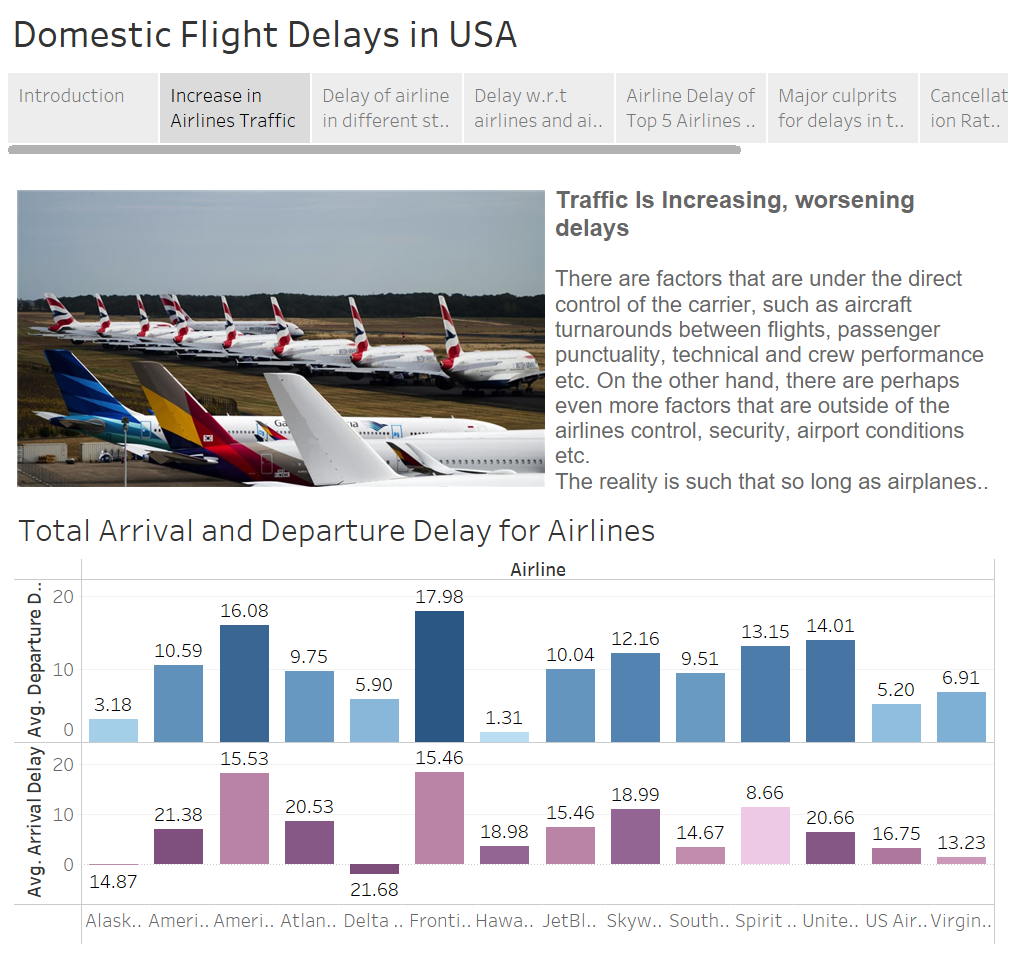 Domestic Flight Delays in USA
Introduction
Increase in
Airlines Traffic
Delay of airline
in different st..
Delay w.r.t
airlines and ai..
Airline Delay of
Top 5 Airlines ..
Major culprits
for delays in t..
Cancellat
ion Rat..
Traffic Is Increasing, worsening
delays
There are factors that are under the direct
control of the carrier, such as aircraft
turnarounds between flights, passenger
punctuality, technical and crew performance
etc. On the other hand, there are perhaps
even more factors that are outside of the
airlines control, security, airport conditions
etc.
The reality is such that so long as airplanes..
Total Arrival and Departure Delay for Airlines
Airline
Avg. Departure D..
20
10
0
3.18
10.59
16.08
9.75
5.90
17.98
1.31
10.04
12.16
9.51
13.15
14.01
5.20
6.91
Avg. Arrival Delay
20
10
0
14.87
21.38
15.53
20.53
21.68
15.46
18.98
15.46
18.99
14.67
8.66
20.66
16.75
13.23
Alask..
Ameri..
Ameri..
Atlan..
Delta ..
Fronti..
Hawa..
JetBl..
Skyw..
South..
Spirit ..
Unite..
US Air..
Virgin..